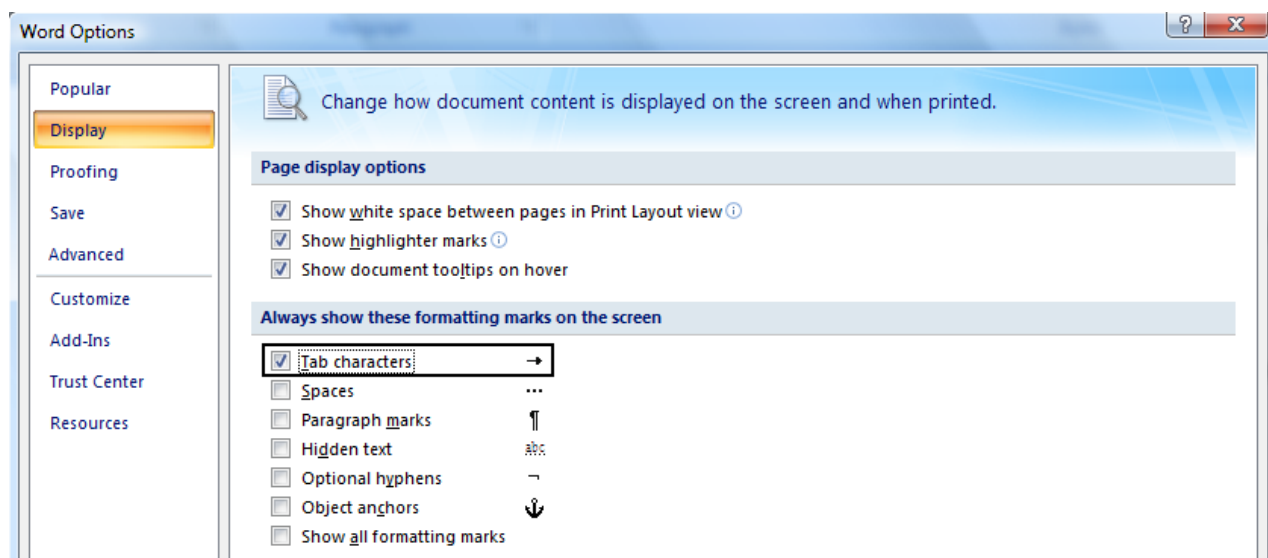 Word Options
Popular
Display
Proofing
Save
Advanced
Customize
Add-Ins
Trust Center
Resources
Change how document content is displayed on the screen and when printed.
Page display options
Show white space between pages in Print Layout view
Show highlighter marks
Show document tooltips on hover
Always show these formatting marks on the screen
Tab characters →
Spaces ...
Paragraph marks ¶
Hidden text abc
Optional hyphens ¬
Object anchors
Show all formatting marks